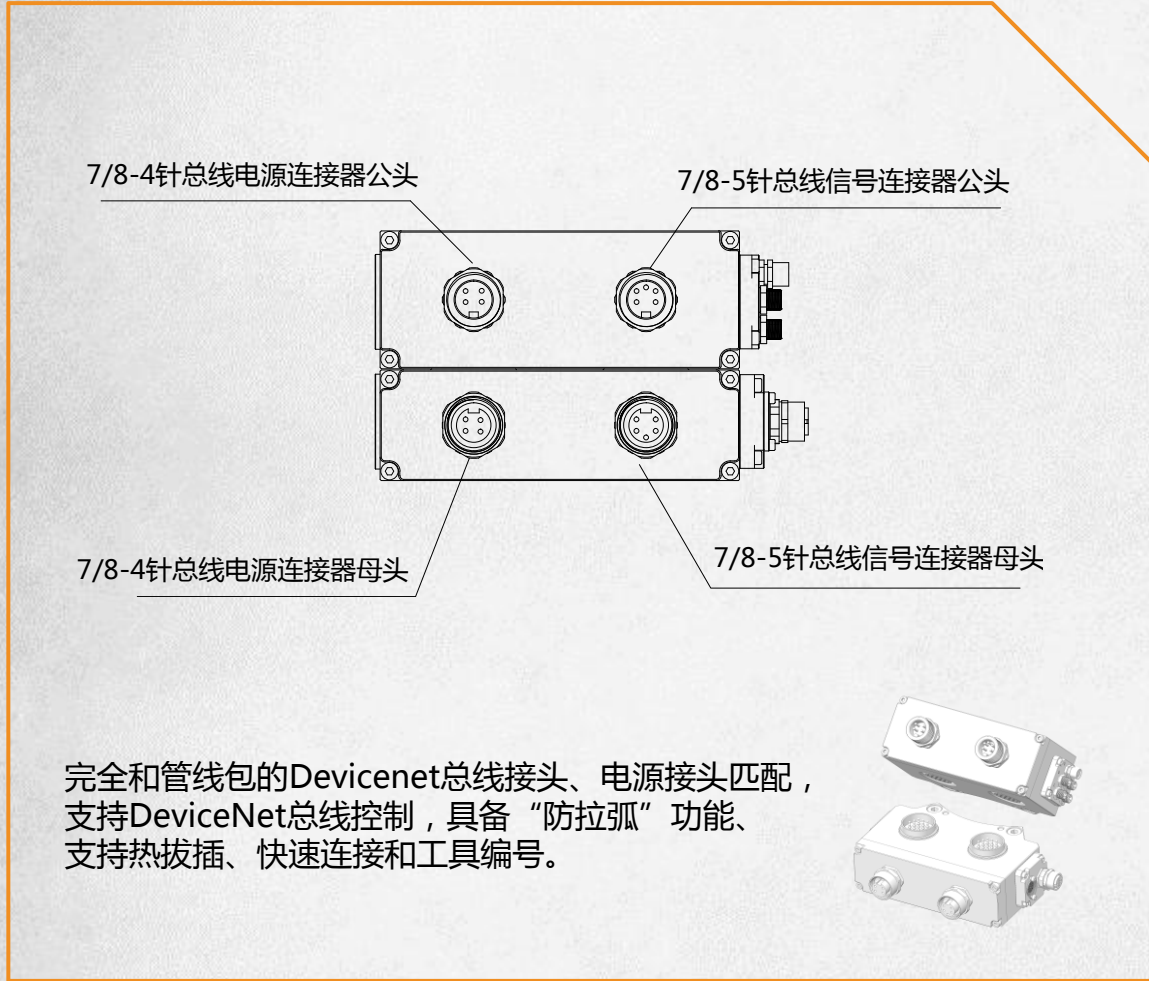 7/8-4针总线电源连接器公头
7/8-5针总线信号连接器公头
7/8-4针总线电源连接器母头
7/8-5针总线信号连接器母头
完全和管线包的Devicenet总线接头、电源接头匹配，
支持DeviceNet总线控制，具备“防拉弧”功能、
支持热拔插、快速连接和工具编号。